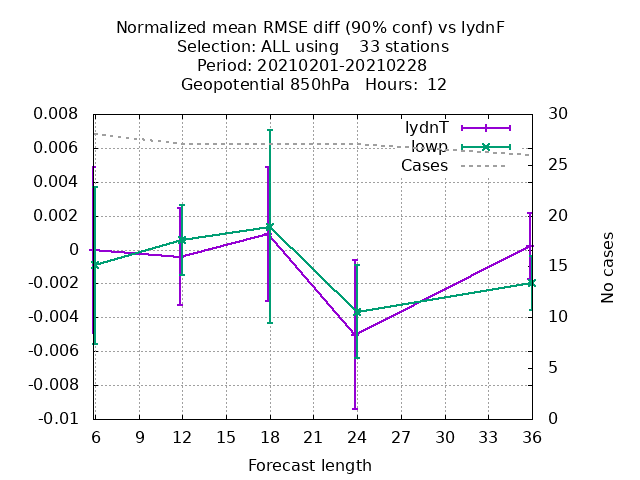 Normalized mean RMSE diff (90% conf) vs IydnF
Selection: ALL using    33 stations
Period: 20210201-20210228
Geopotential 850hPa   Hours:  12
0.008
0.006
0.004
0.002
0
-0.002
-0.004
-0.006
-0.008
-0.01
30
25
20
15
10
5
0
IydnT
Iowp
Cases
No cases
6 9 12 15 18 21 24 27 30 33 36
Forecast length